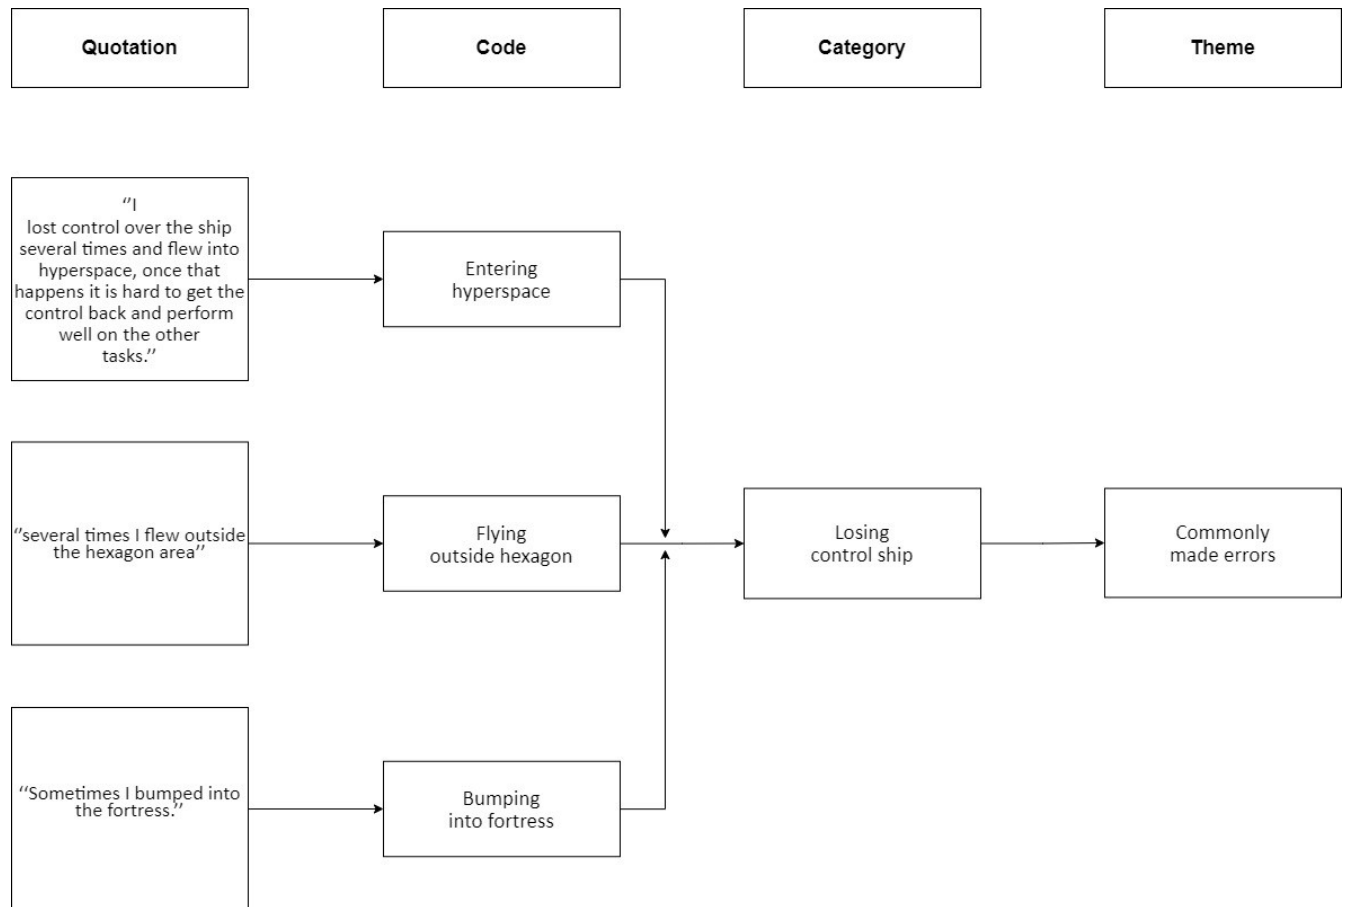 Quotation
Code
Category
Theme
‘’I
lost control over the ship
several times and flew into
hyperspace, once that
happens it is hard to get the
control back and perform
well on the other
tasks.’’
Entering
hyperspace
‘’several times I flew outside
the hexagon area’’
Flying
outside hexagon
Losing
control ship
Commonly
made errors
‘’Sometimes I bumped into
the fortress.’’
Bumping
into fortress